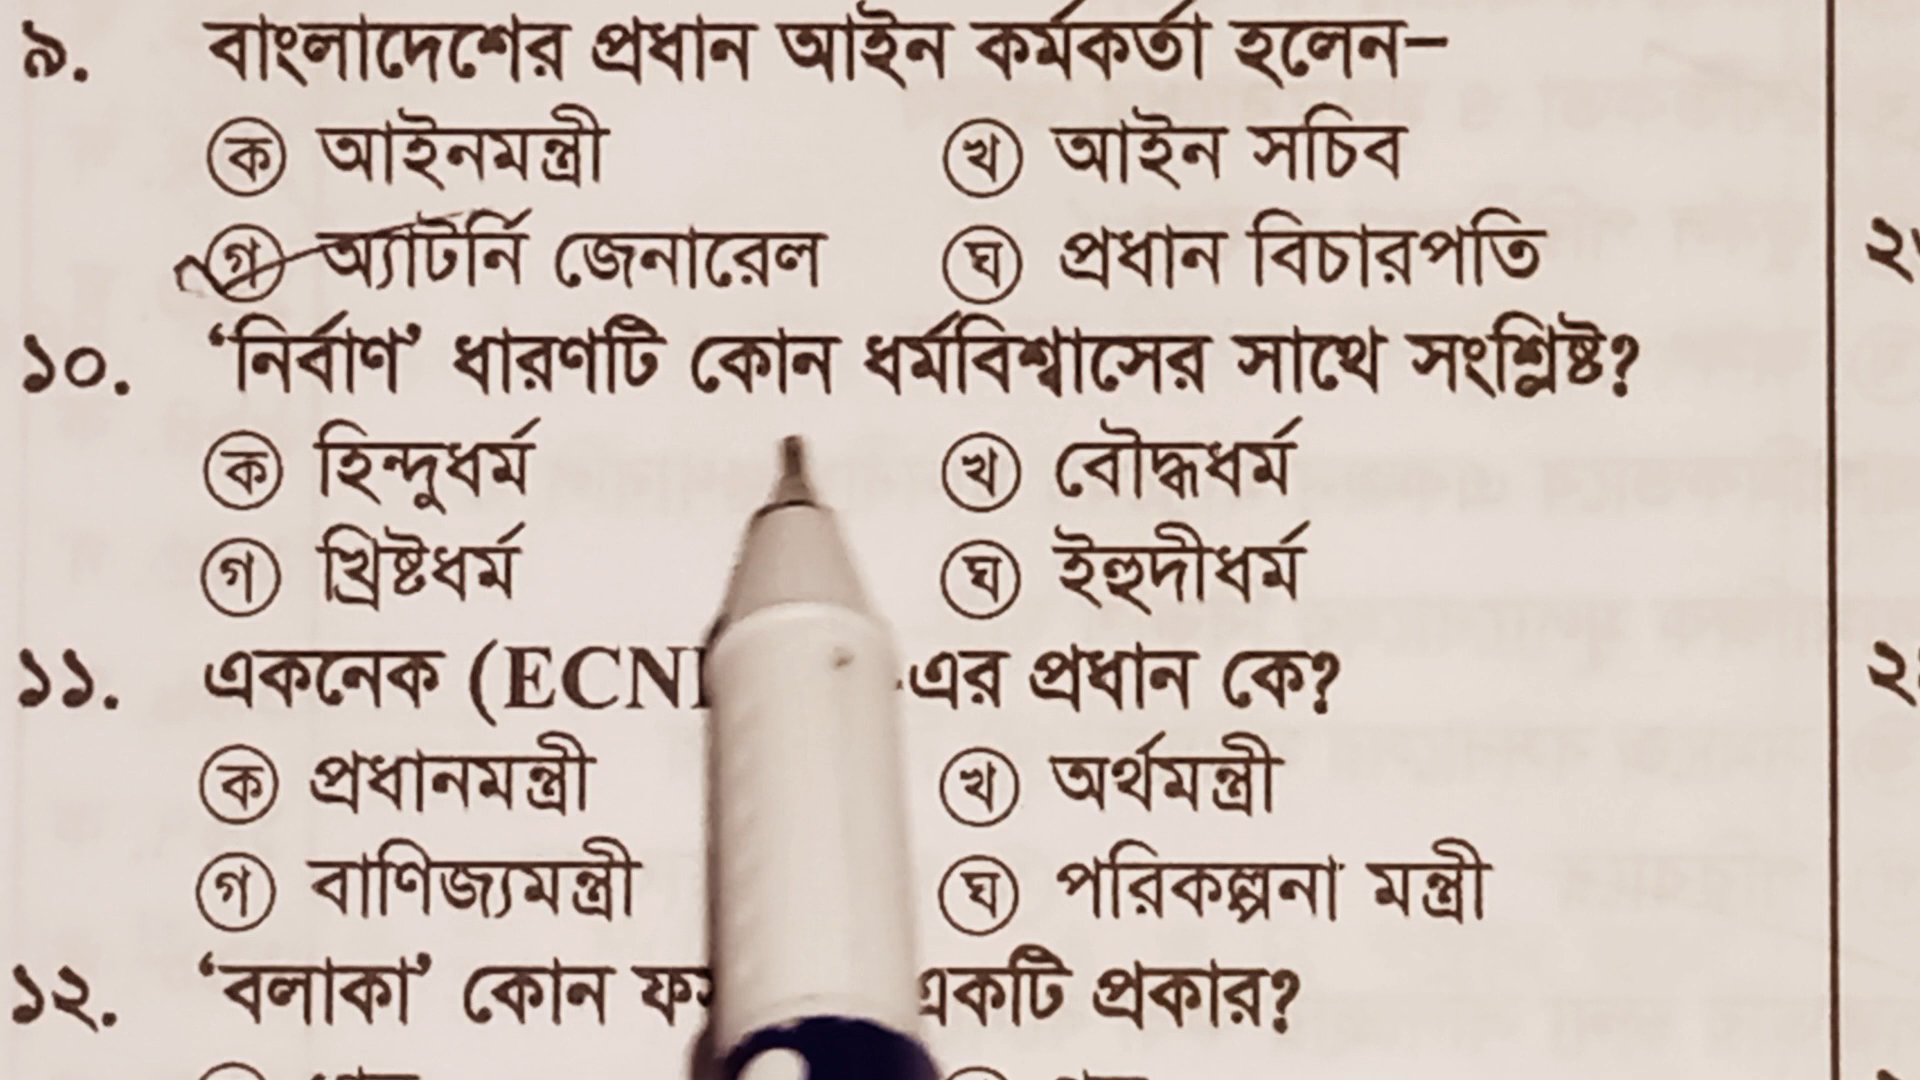 ৯. বাংলাদেশের প্রধান আইন কর্মকর্তা হলেন–
ক আইনমন্ত্রী খ আইন সচিব
গ অ্যাটর্নি জেনারেল ঘ প্রধান বিচারপতি
১০. ‘নির্বাণ’ ধারণাটি কোন ধর্মবিশ্বাসের সাথে সংশ্লিষ্ট?
ক হিন্দুধর্ম খ বৌদ্ধধর্ম
গ খ্রিষ্টধর্ম ঘ ইহুদীধর্ম
১১. একনেক (ECN এর প্রধান কে?
ক প্রধানমন্ত্রী খ অর্থমন্ত্রী
গ বাণিজ্যমন্ত্রী ঘ পরিকল্পনা মন্ত্রী
১২. ‘বলাকা’ কোন একটি প্রকার?